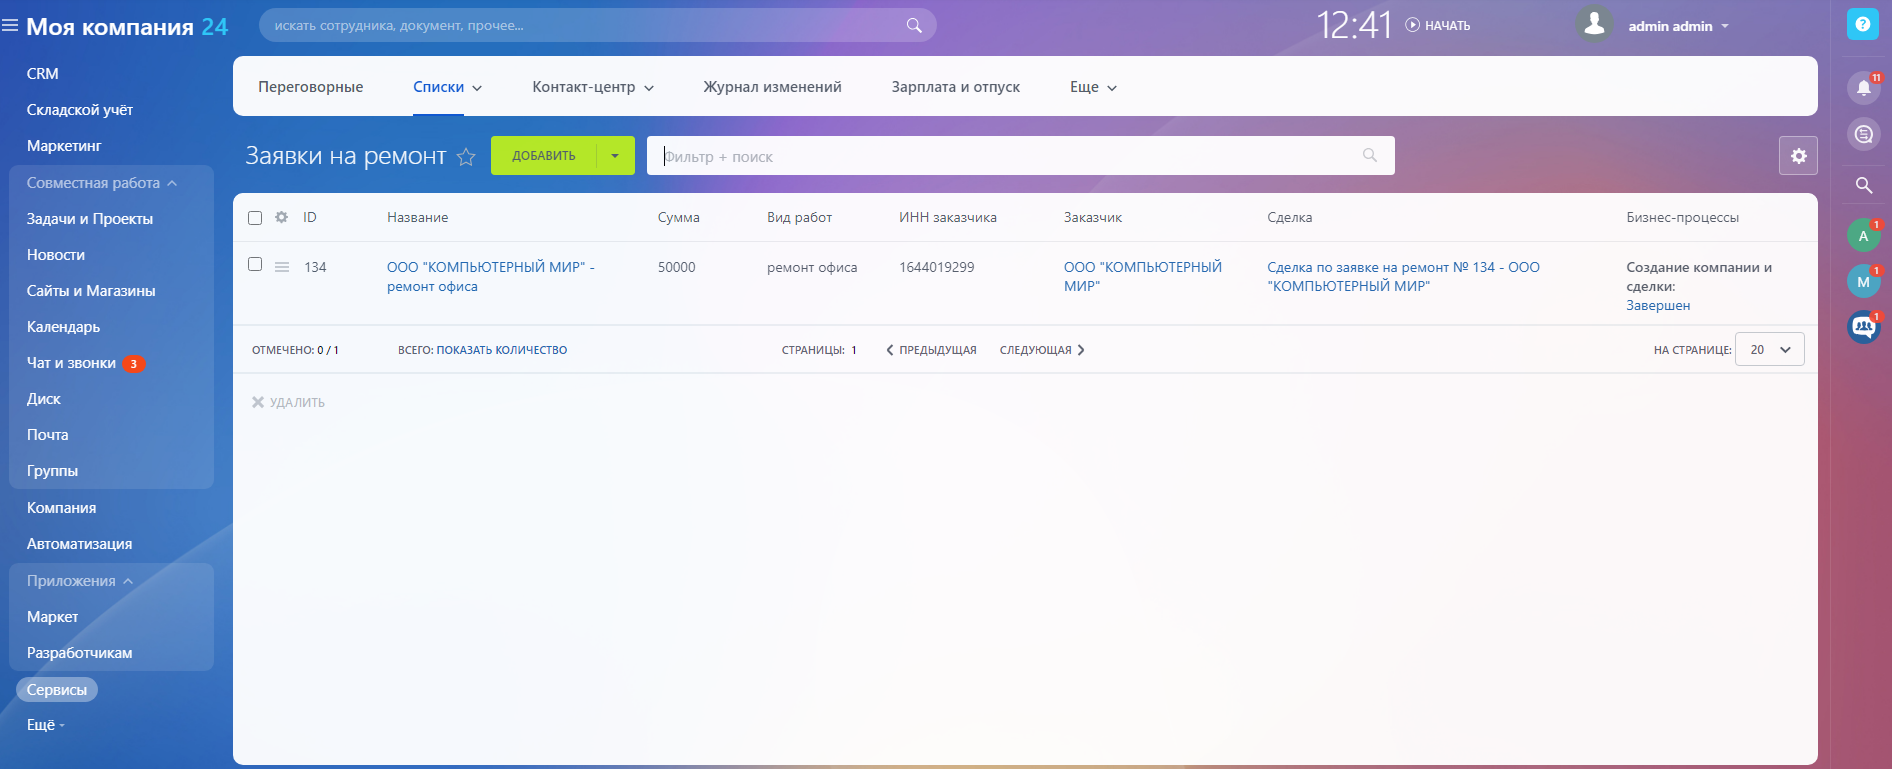 Моя компания 24
искать сотрудника, документ, прочее...
12:41
НАЧАТЬ
admin admin
?
CRM
Складской учёт
Маркетинг
Совместная работа
Задачи и Проекты
Новости
Сайты и Магазины
Календарь
Чат и звонки 3
Диск
Почта
Группы
Компания
Автоматизация
Приложения
Маркет
Разработчикам
Сервисы
Ещё
Переговорные
Списки
Контакт-центр
Журнал изменений
Зарплата и отпуск
Еще
Заявки на ремонт
ДОБАВИТЬ
Фильтр + поиск
ID
Название
Сумма
Вид работ
ИНН заказчика
Заказчик
Сделка
Бизнес-процессы
134
ООО "КОМПЬЮТЕРНЫЙ МИР" -
ремонт офиса
50000
ремонт офиса
1644019299
ООО "КОМПЬЮТЕРНЫЙ
МИР"
Сделка по заявке на ремонт № 134 - ООО
"КОМПЬЮТЕРНЫЙ МИР"
Создание компании и
сделки:
Завершен
ОТМЕЧЕНО: 0 / 1
ВСЕГО: ПОКАЗАТЬ КОЛИЧЕСТВО
СТРАНИЦЫ: 1
ПРЕДЫДУЩАЯ
СЛЕДУЮЩАЯ
НА СТРАНИЦЕ: 20
УДАЛИТЬ
11
A 1
M 1
1